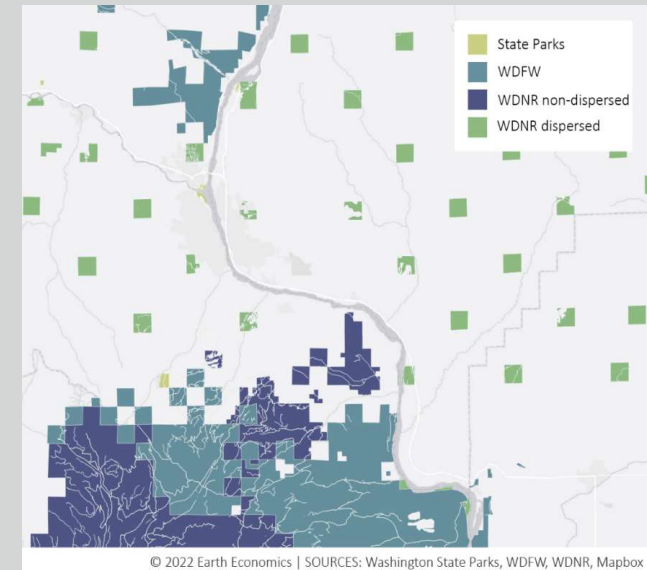 State Parks
WDFW
WDNR non-dispersed
WDNR dispersed
© 2022 Earth Economics | SOURCES: Washington State Parks, WDFW, WDNR, Mapbox